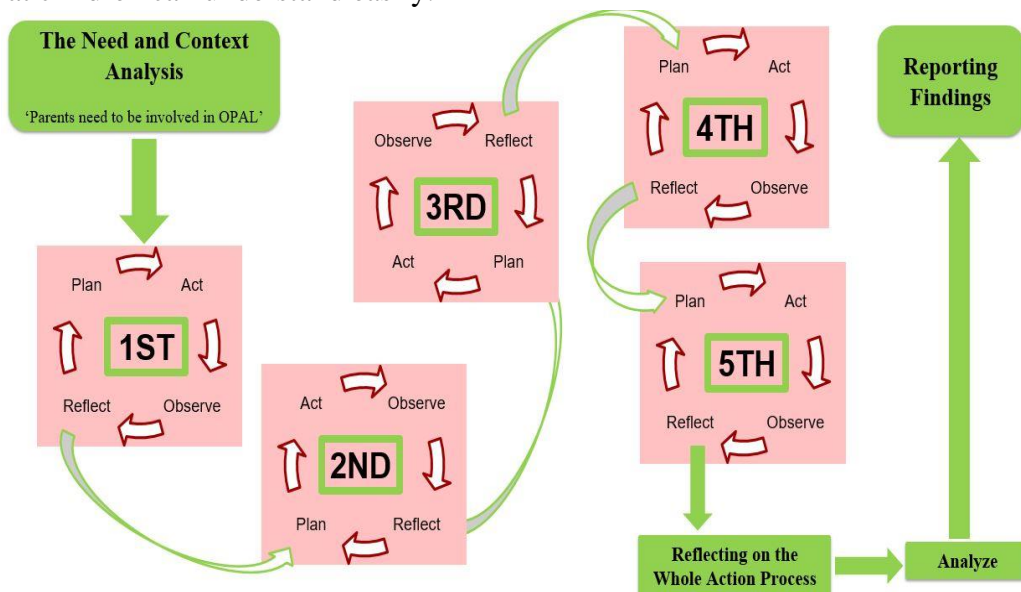 The Need and Context
Analysis
‘Parents need to be involved in OPAL’
Plan
Act
1ST
Reflect
Observe
Act
Observe
2ND
Plan
Reflect
Observe
Reflect
3RD
Act
Plan
Plan
Act
4TH
Reflect
Observe
Plan
Act
5TH
Reflect
Observe
Reflecting on the
Whole Action Process
Analyze
Reporting
Findings